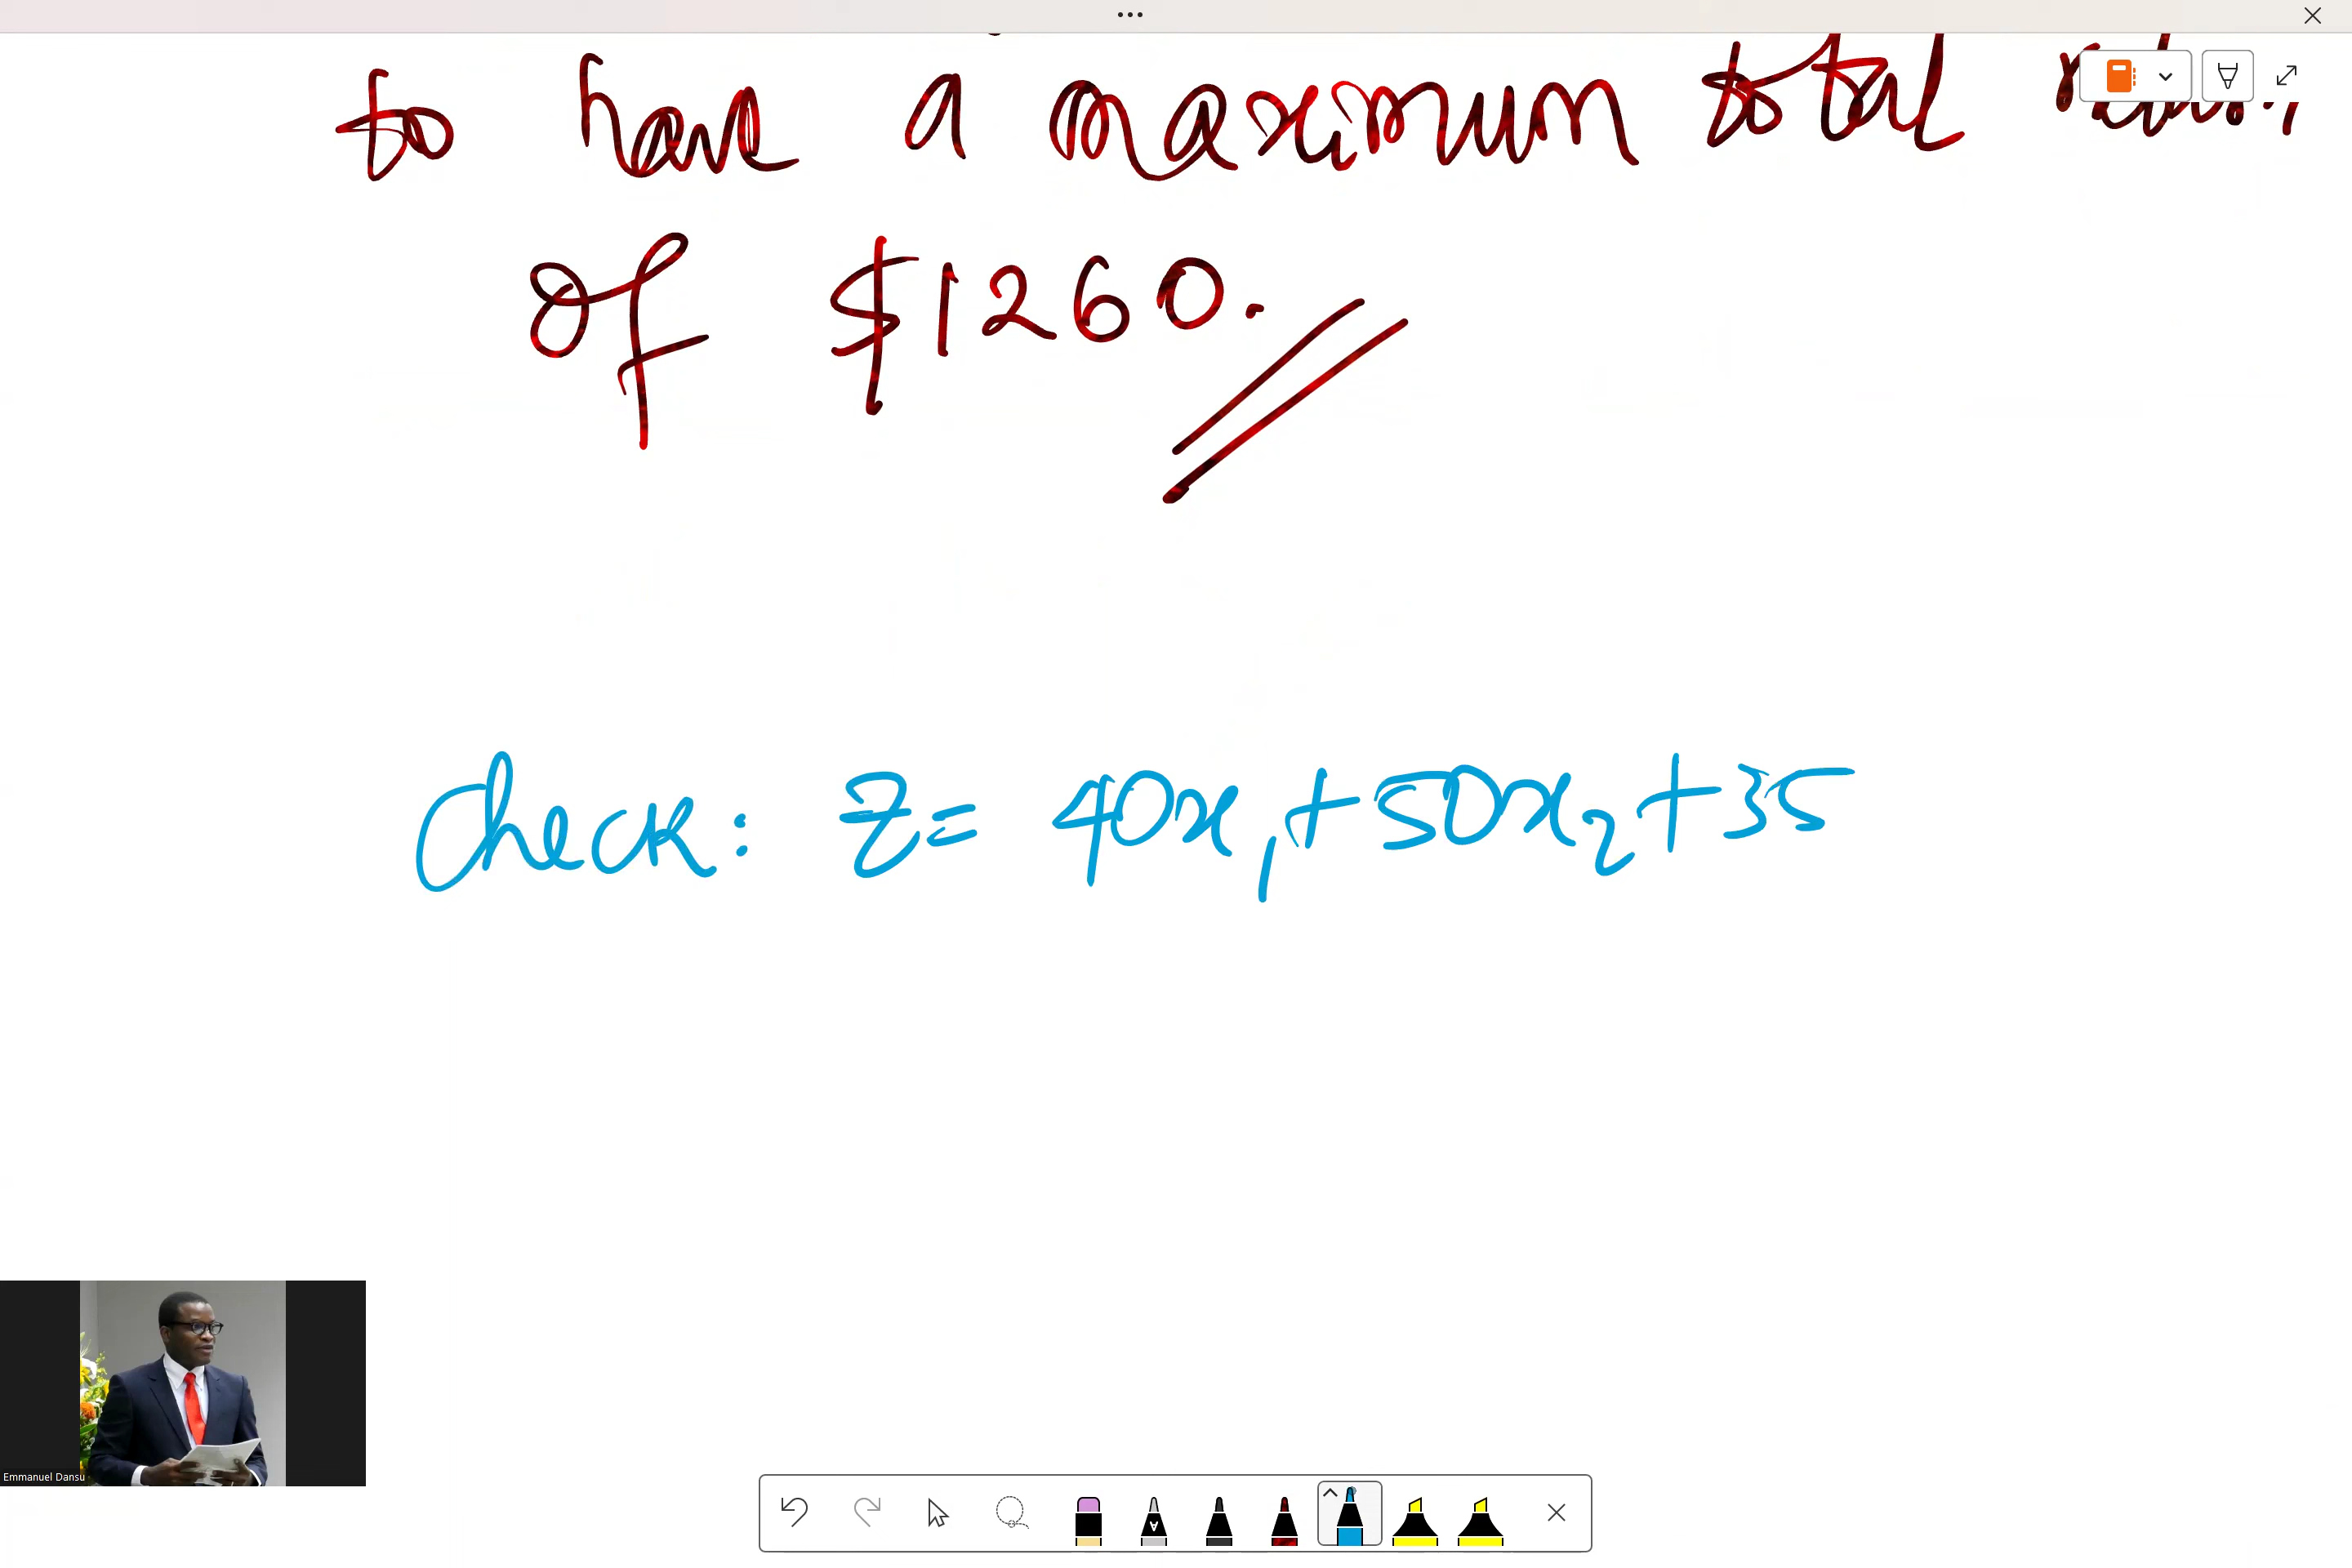 to have a maximum total
of $1260.
Check: Z = 40x₁ + 50x₂ + 35
Emmanuel Dansu